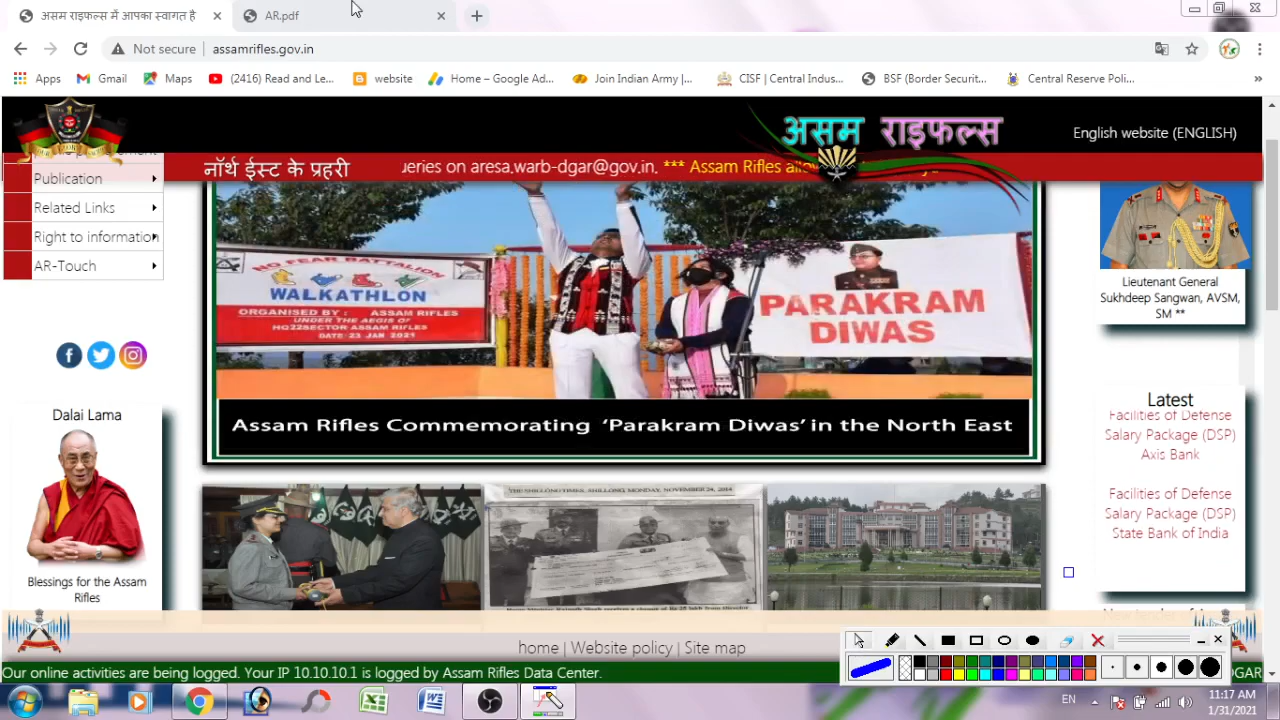 असम राइफल्स में आपका स्वागत है
AR.pdf
Not secure
assamrifles.gov.in
Apps
Gmail
Maps
(2416) Read and Le...
website
Home – Google Ad...
Join Indian Army |...
CISF | Central Indus...
BSF (Border Securit...
Central Reserve Poli...
असम राइफल्स
English website (ENGLISH)
नॉर्थ ईस्ट के प्रहरी
ueries on aresa.warb-dgar@gov.in. *** Assam Rifles
Publication
Related Links
Right to information
AR-Touch
NO FEAR BATTALION
WALKATHLON
ORGANISED BY : ASSAM RIFLES
UNDER THE AEGIS OF
HQ 22 SECTOR ASSAM RIFLES
DATE: 23 JAN 2021
PARAKRAM
DIWAS
Assam Rifles Commemorating ‘Parakram Diwas’ in the North East
Lieutenant General
Sukhdeep Sangwan, AVSM,
SM **
Latest
Facilities of Defense
Salary Package (DSP)
Axis Bank
Facilities of Defense
Salary Package (DSP)
State Bank of India
Dalai Lama
Blessings for the Assam
Rifles
THE SHILLONG TIMES, SHILLONG, MONDAY, NOVEMBER 24, 2014
home | Website policy | Site map
Our online activities are being logged. Your IP 10.10.10.1 is logged by Assam Rifles Data Center.
DGAR
EN
11:17 AM
1/31/2021